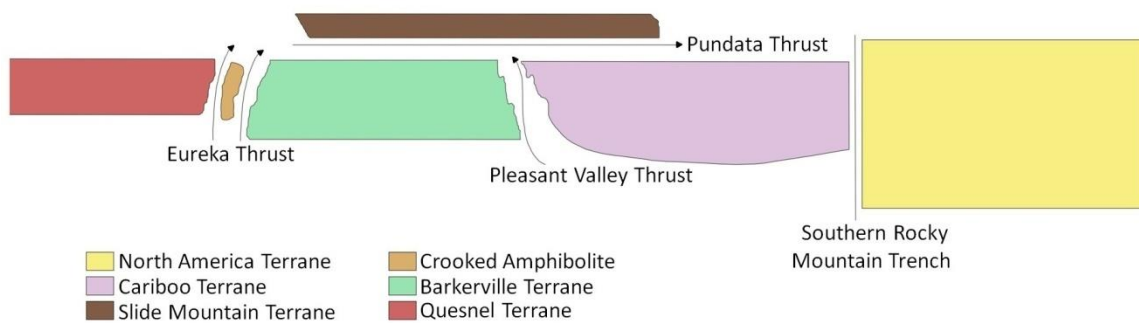 Pundata Thrust
Eureka Thrust
Pleasant Valley Thrust
Southern Rocky
Mountain Trench
North America Terrane
Cariboo Terrane
Slide Mountain Terrane
Crooked Amphibolite
Barkerville Terrane
Quesnel Terrane